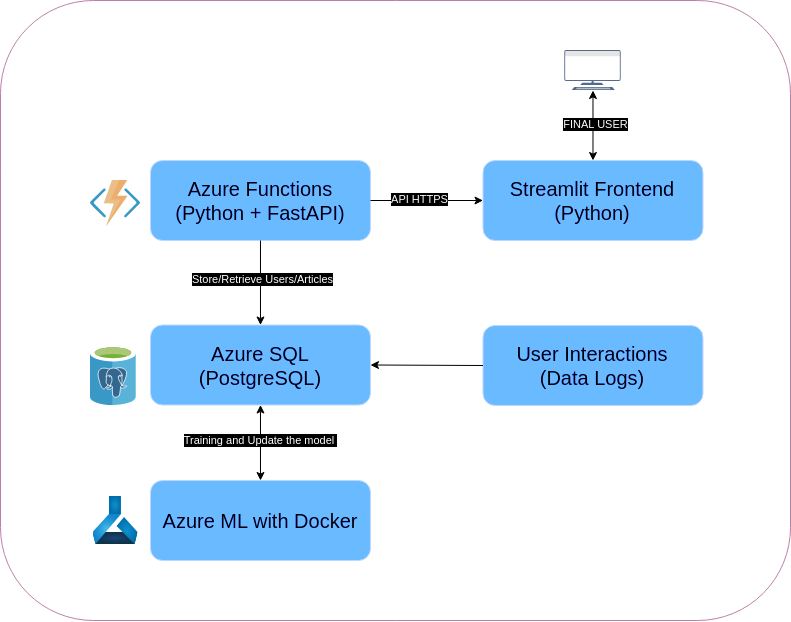 FINAL USER
Azure Functions
(Python + FastAPI)
API HTTPS
Streamlit Frontend
(Python)
Store/Retrieve Users/Articles
Azure SQL
(PostgreSQL)
User Interactions
(Data Logs)
Training and Update the model
Azure ML with Docker